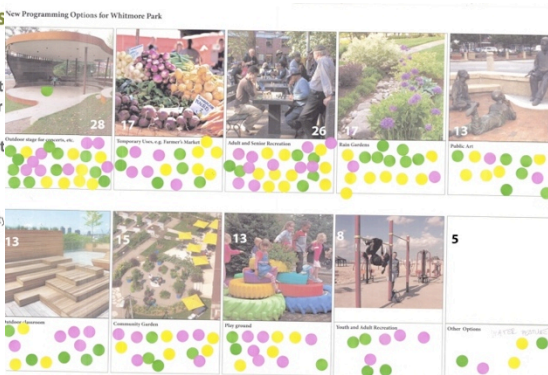 New Programming Options for Whitmore Park
28
17
26
17
13
Outdoor stage for concerts, etc.
Temporary Uses, e.g. Farmer's Market
Adult and Senior Recreation
Rain Gardens
Public Art
13
15
13
8
5
Outdoor classroom
Community Garden
Play ground
Youth and Adult Recreation
Other Options